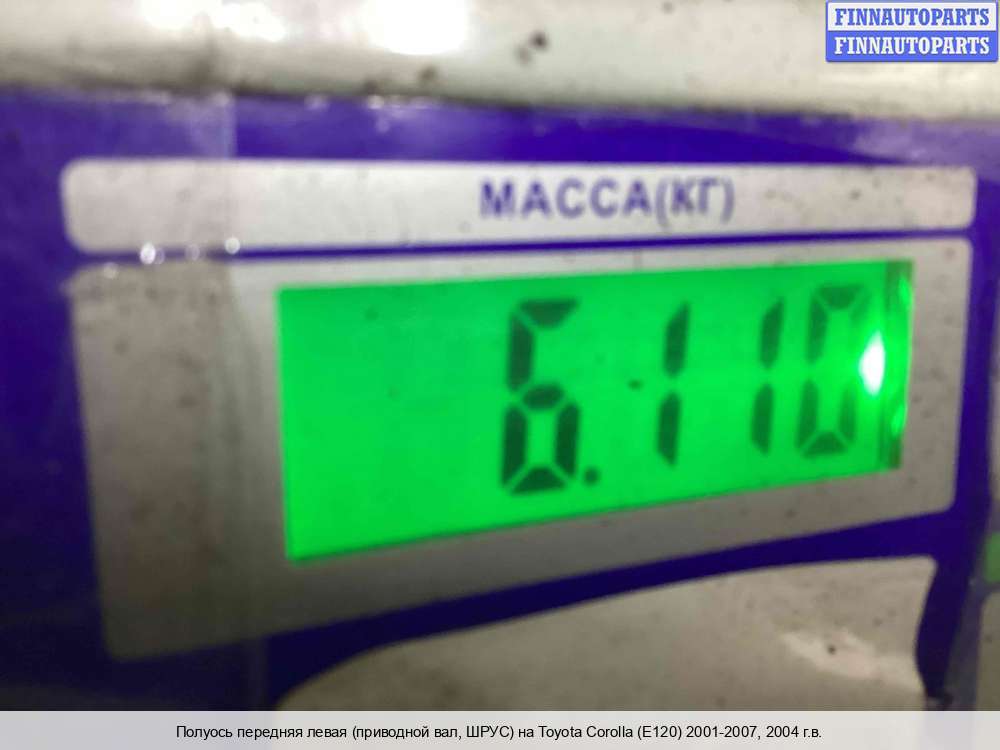 FINNAUTOPARTS
FINNAUTOPARTS
МАССА(КГ)
6.110
Полуось передняя левая (приводной вал, ШРУС) на Toyota Corolla (E120) 2001-2007, 2004 г.в.